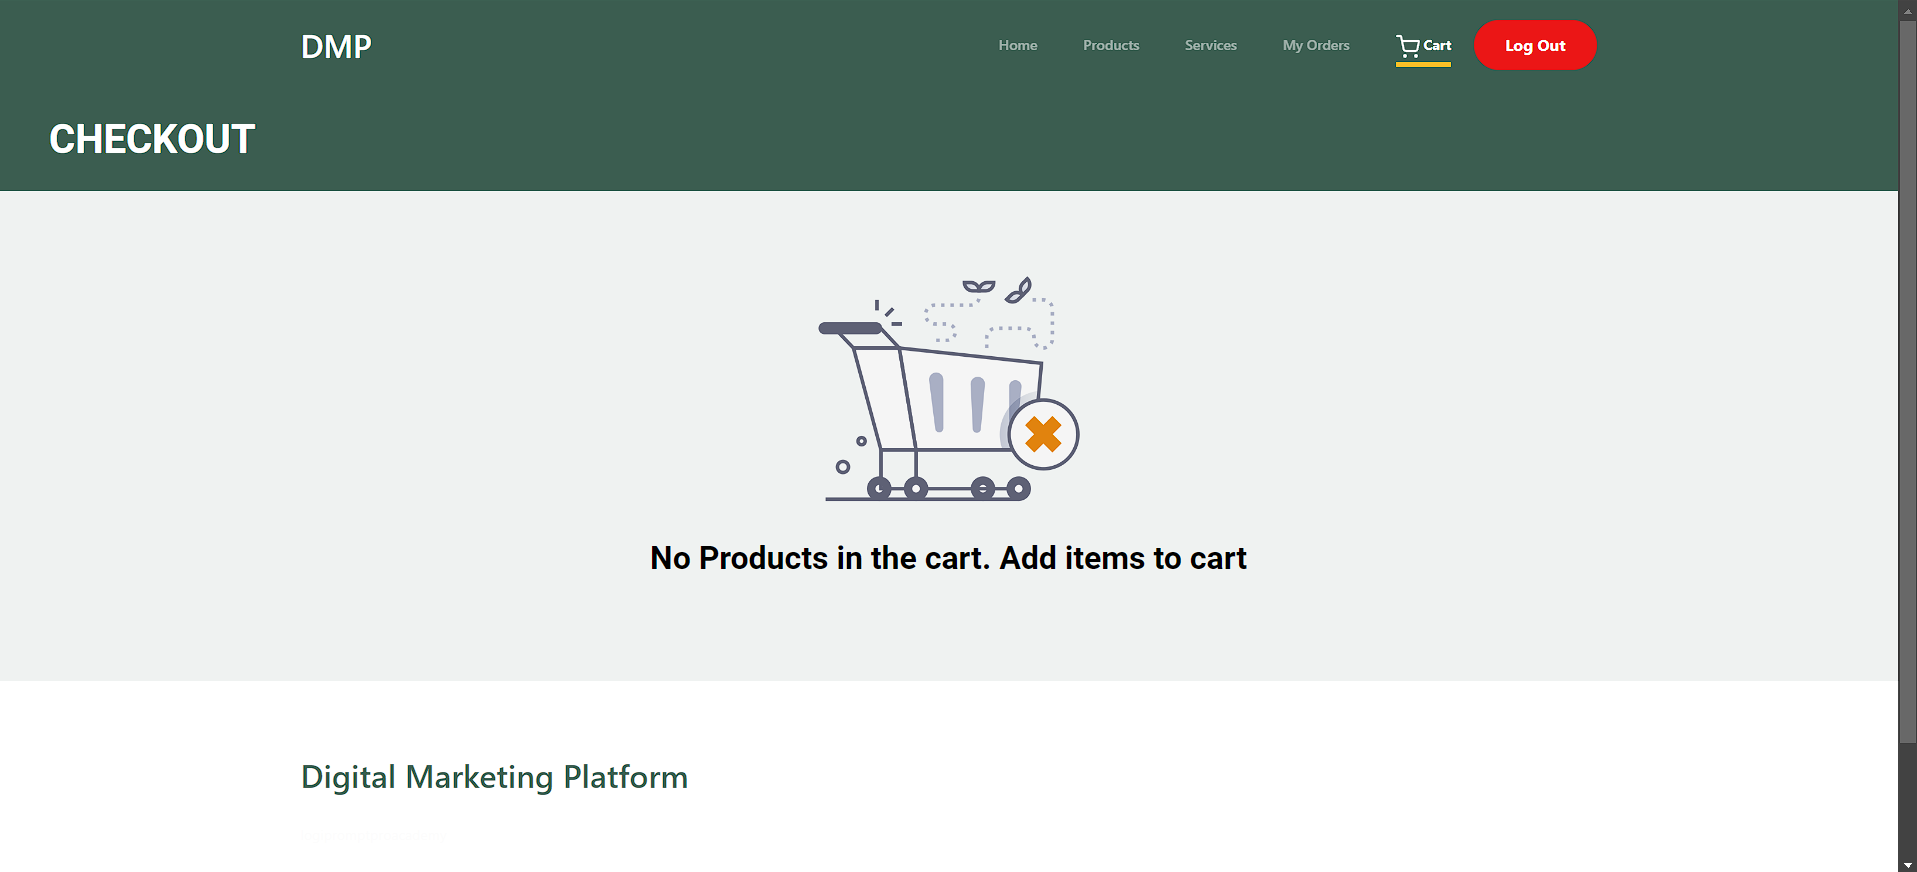 DMP
Home
Products
Services
My Orders
Cart
Log Out
CHECKOUT
No Products in the cart. Add items to cart
Digital Marketing Platform